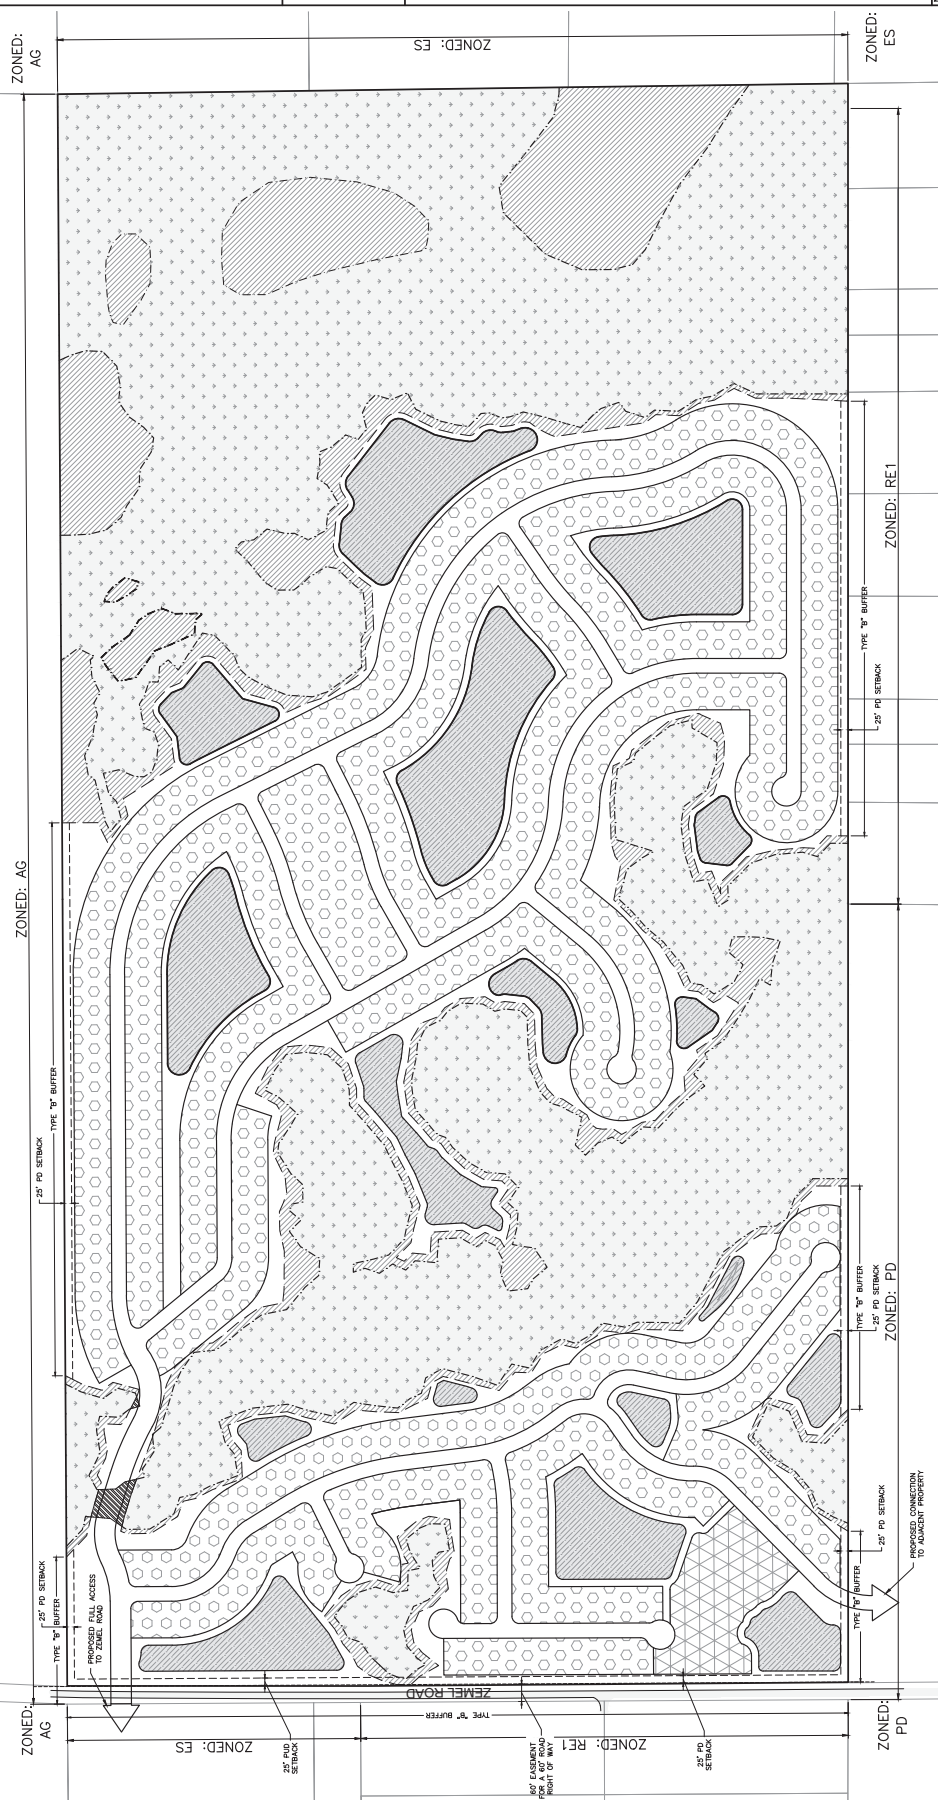 ZONED:
AG
ZONED: ES
ZONED:
ES
ZONED: RE1
TYPE "B" BUFFER
25' PD SETBACK
ZONED: AG
TYPE "B" BUFFER
25' PD SETBACK
TYPE "B" BUFFER
25' PD SETBACK
ZONED: PD
25' PD SETBACK
PROPOSED CONNECTION
TO ADJACENT PROPERTY
TYPE "B" BUFFER
25' PD SETBACK
TYPE "B" BUFFER
PROPOSED FULL ACCESS
TO ZEMEL ROAD
ZEMEL ROAD
TYPE "B" BUFFER
ZONED:
AG
ZONED: ES
ZONED: RE1
ZONED:
PD
25' PUD
SETBACK
60' EASEMENT
FOR A 60' ROAD
RIGHT OF WAY
25' PD
SETBACK